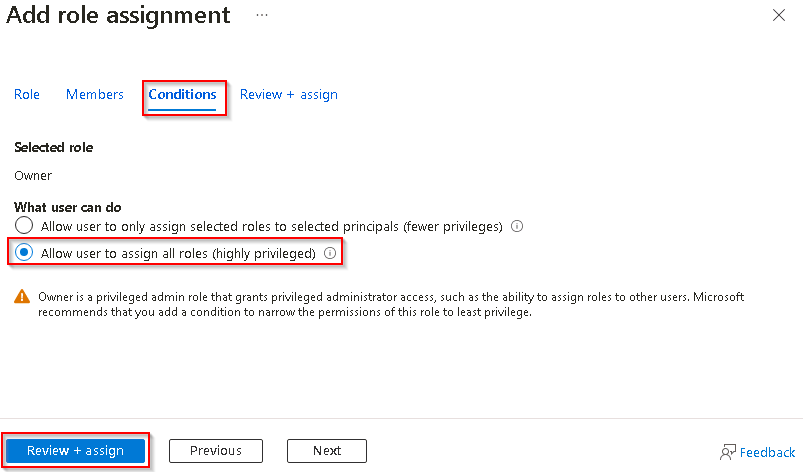 Add role assignment ...
Role Members Conditions Review + assign
Selected role
Owner
What user can do
Allow user to only assign selected roles to selected principals (fewer privileges)
Allow user to assign all roles (highly privileged)
Owner is a privileged admin role that grants privileged administrator access, such as the ability to assign roles to other users. Microsoft
recommends that you add a condition to narrow the permissions of this role to least privilege.
Review + assign Previous Next Feedback